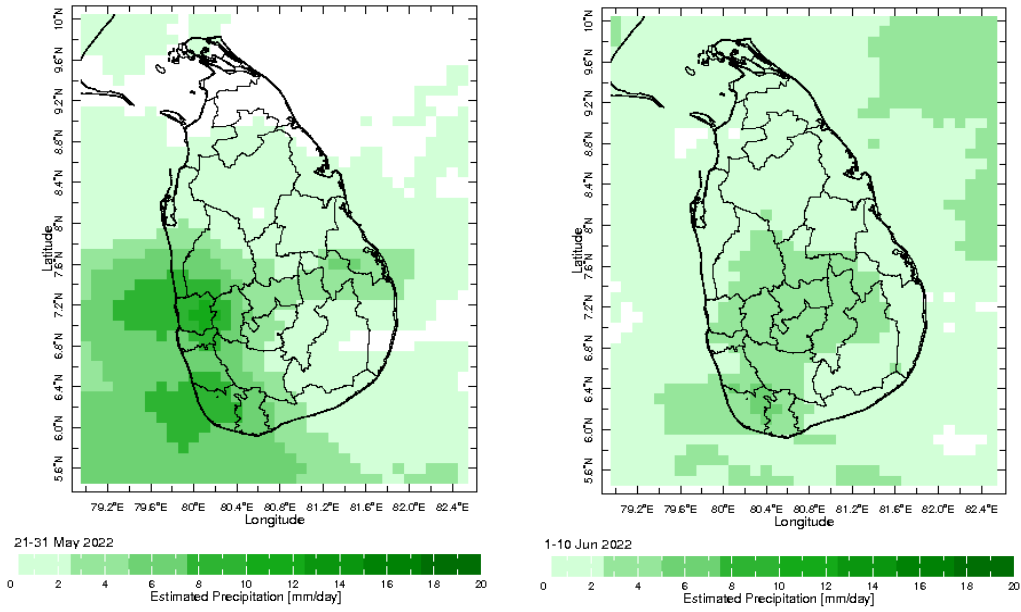 10°N
9.6°N
9.2°N
8.8°N
8.4°N
8°N
7.6°N
7.2°N
6.8°N
6.4°N
6.0°N
5.6°N
Latitude
79.2°E 79.6°E 80°E 80.4°E 80.8°E 81.2°E 81.6°E 82.0°E 82.4°E
Longitude
21-31 May 2022
0 2 4 6 8 10 12 14 16 18 20
Estimated Precipitation [mm/day]
10°N
9.6°N
9.2°N
8.8°N
8.4°N
8°N
7.6°N
7.2°N
6.8°N
6.4°N
6.0°N
5.6°N
Latitude
79.2°E 79.6°E 80°E 80.4°E 80.8°E 81.2°E 81.6°E 82.0°E 82.4°E
Longitude
1-10 Jun 2022
0 2 4 6 8 10 12 14 16 18 20
Estimated Precipitation [mm/day]